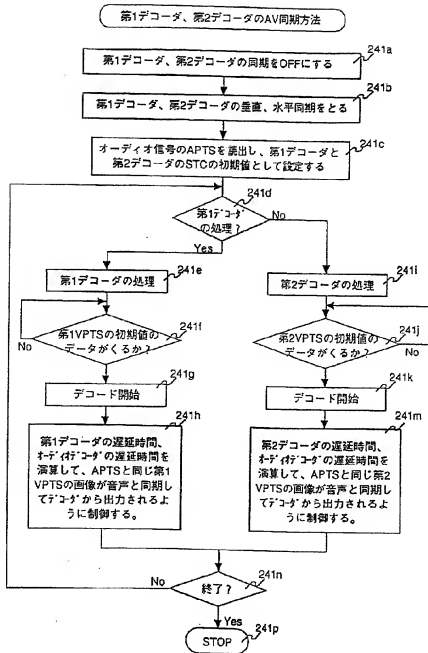 第1デコーダ、第2デコーダのAV同期方法
241a
第1デコーダ、第2デコーダの同期をOFFにする
241b
第1デコーダ、第2デコーダの垂直、水平同期をとる
241c
オーディオ信号のAPTSを読出し、第1デコーダと
第2デコーダのSTCの初期値として設定する
241d
第1デコーダ
の処理?
No
Yes
241e
第1デコーダの処理
241i
第2デコーダの処理
241f
第1VPTSの初期値の
データがくるか?
No
241j
第2VPTSの初期値の
データがくるか?
No
241g
デコード開始
241k
デコード開始
241h
第1デコーダの遅延時間、
オーディオデコーダの遅延時間を
演算して、APTSと同じ第1
VPTSの画像が音声と同期し
てデコーダから出力されるよ
うに制御する。
241m
第2デコーダの遅延時間、
オーディオデコーダの遅延時間を
演算して、APTSと同じ第2
VPTSの画像が音声と同期
してデコーダから出力される
ように制御する。
241n
終了?
No
Yes
241p
STOP